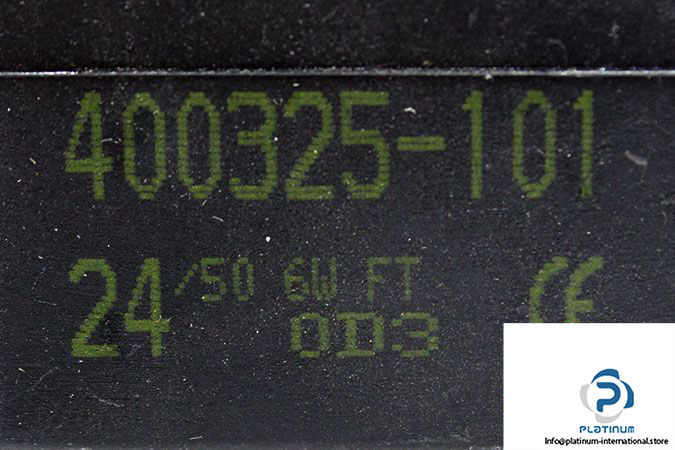 400325-101
24/50 6W FT
0D3
CE
PLATINUM
Info@platinum-international.store